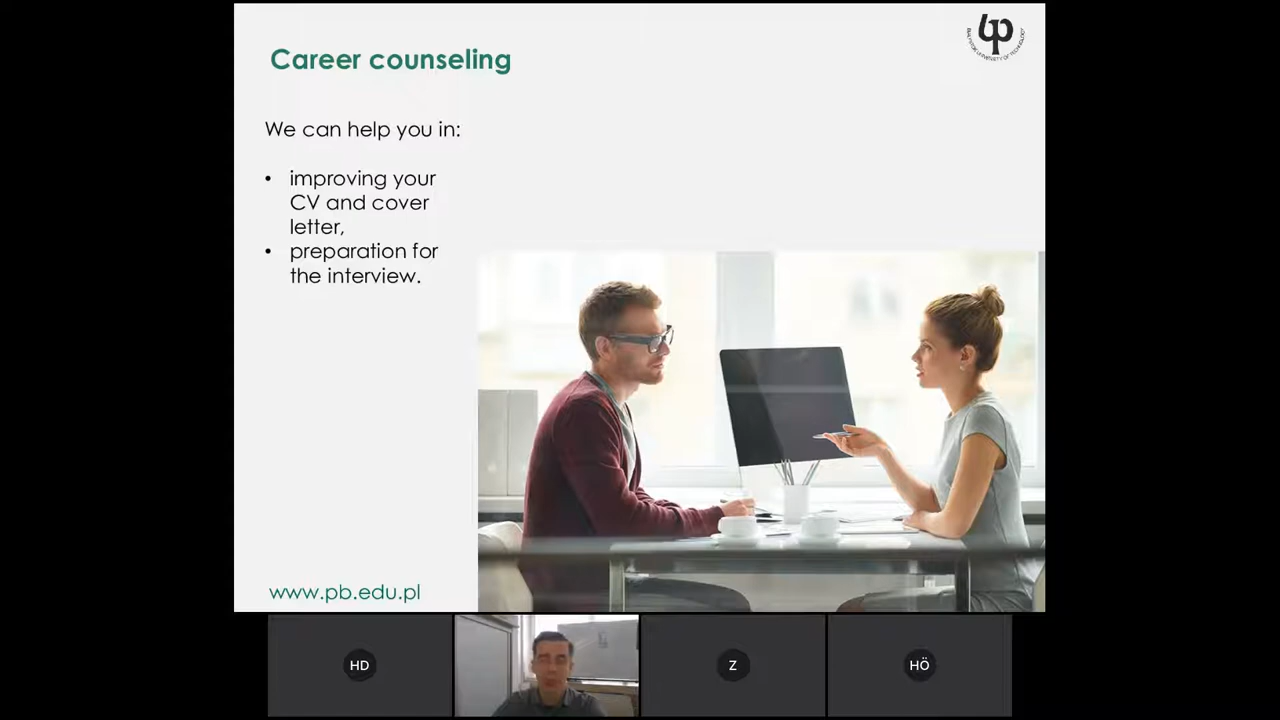 Career counseling
We can help you in:
• improving your
CV and cover
letter,
• preparation for
the interview.
www.pb.edu.pl
HD
Z
HÖ